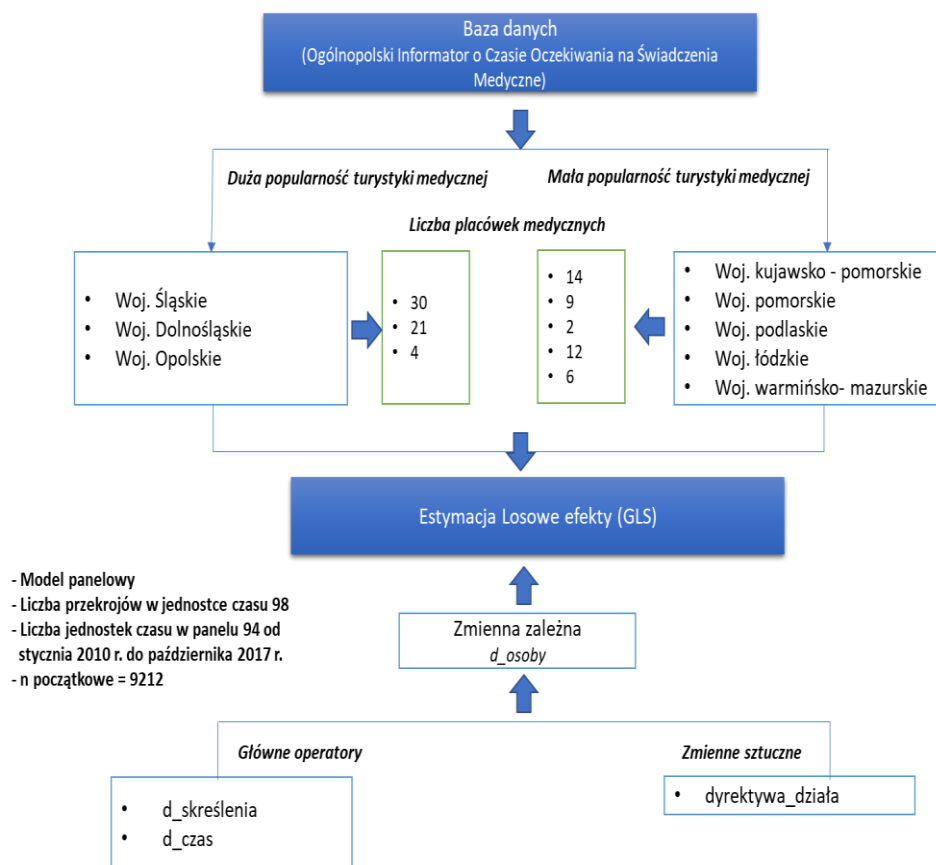 Baza danych
(Ogólnopolski Informator o Czasie Oczekiwania na Świadczenia
Medyczne)
Duża popularność turystyki medycznej
Mała popularność turystyki medycznej
Liczba placówek medycznych
• Woj. Śląskie
• Woj. Dolnośląskie
• Woj. Opolskie
• 30
• 21
• 4
• 14
• 9
• 2
• 12
• 6
• Woj. kujawsko - pomorskie
• Woj. pomorskie
• Woj. podlaskie
• Woj. łódzkie
• Woj. warmińsko- mazurskie
Estymacja Losowe efekty (GLS)
- Model panelowy
- Liczba przekrojów w jednostce czasu 98
- Liczba jednostek czasu w panelu 94 od
stycznia 2010 r. do października 2017 r.
- n początkowe = 9212
Zmienna zależna
d_osoby
Główne operatory
Zmienne sztuczne
• d_skreślenia
• d_czas
• dyrektywa_działa